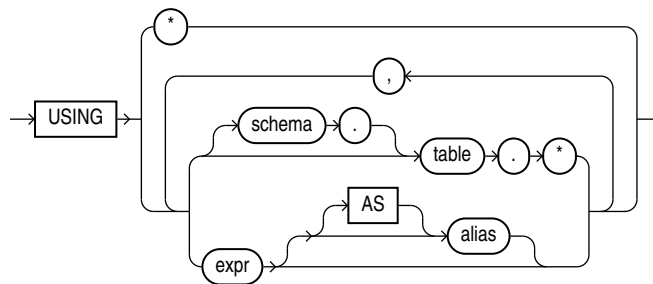 *
,
USING
schema .
table . *
AS
alias
expr